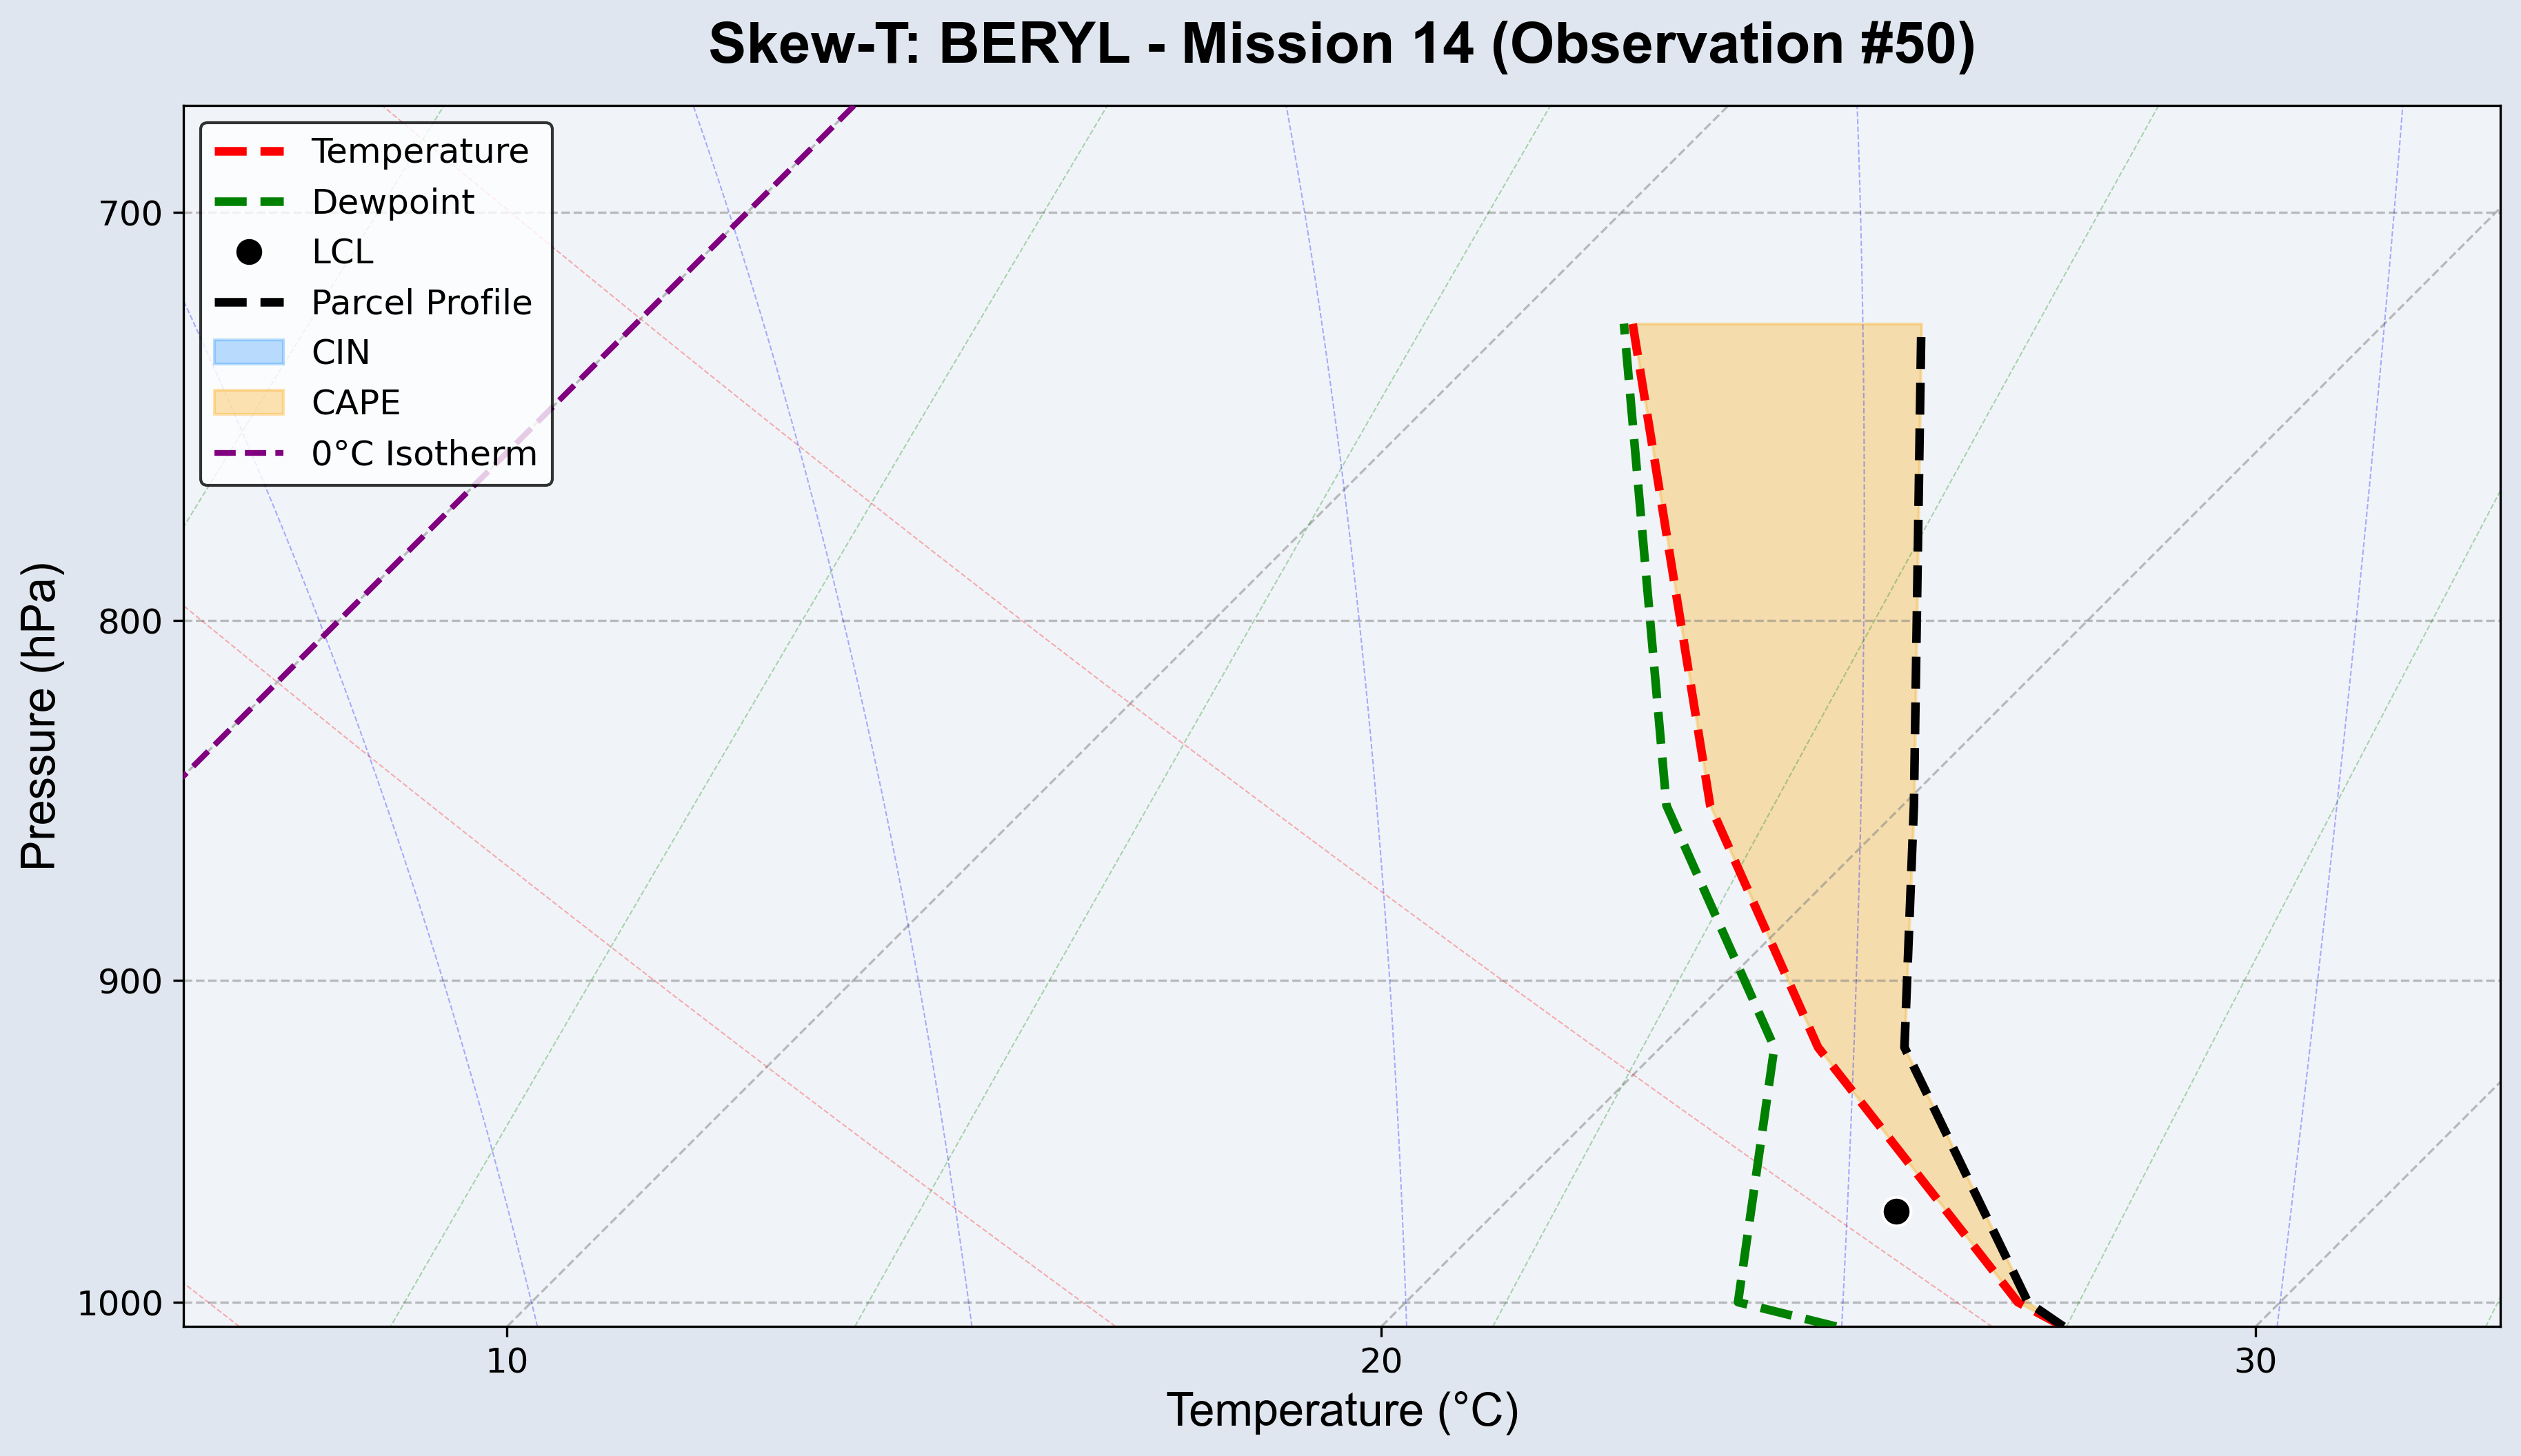 Skew-T: BERYL - Mission 14 (Observation #50)
Temperature
Dewpoint
LCL
Parcel Profile
CIN
CAPE
0°C Isotherm
700
800
900
1000
Pressure (hPa)
10
20
30
Temperature (°C)